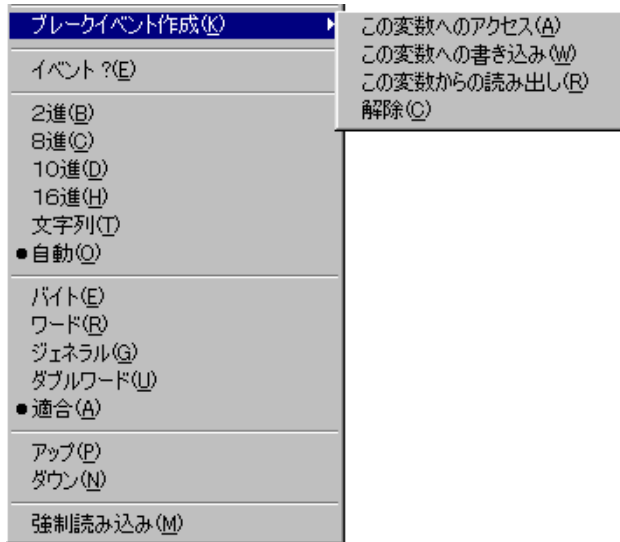 ブレークイベント作成(K)
この変数へのアクセス(A)
この変数への書き込み(W)
この変数からの読み出し(R)
解除(C)
イベント ?(E)
2進(B)
8進(C)
10進(D)
16進(H)
文字列(T)
●自動(O)
バイト(E)
ワード(R)
ジェネラル(G)
ダブルワード(U)
●適合(A)
アップ(P)
ダウン(N)
強制読み込み(M)